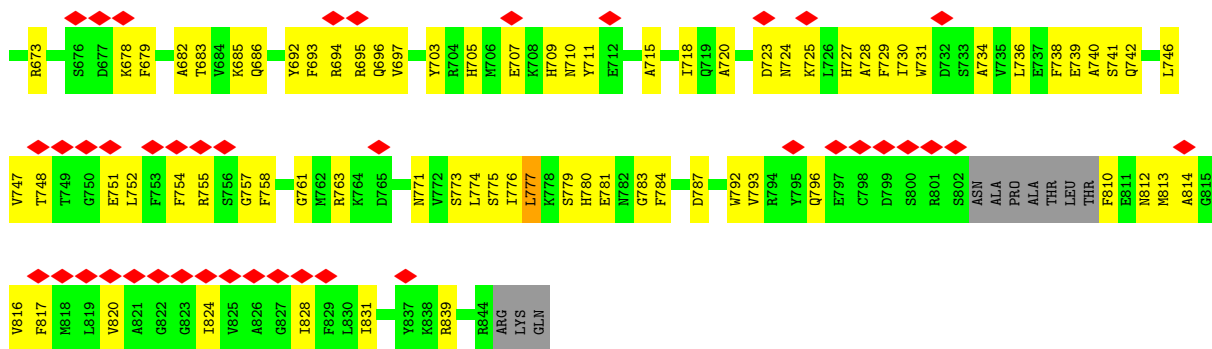 R673 S676 D677 K678 F679 A682 T683 V684 K685 Q686 Y692 F693 R694 R695 Q696 V697 Y703 R704 H705 M706 E707 K708 H709 N710 Y711 E712 A715 I718 Q719 A720 D723 N724 K725 L726 H727 A728 F729 I730 W731 D732 S733 A734 V735 L736 E737 F738 E739 A740 S741 Q742 L746
V747 T748 T749 G750 E751 L752 F753 F754 R755 S756 G757 F758 G761 M762 R763 K764 D765 N771 V772 S773 L774 S775 I776 L777 K778 S779 H780 E781 N782 G783 F784 D787 W792 V793 R794 Y795 Q796 E797 C798 D799 S800 R801 S802 ASN ALA PRO ALA THR LEU THR F810 E811 N812 M813 A814 G815
V816 F817 M818 L819 V820 A821 G822 G823 I824 V825 A826 G827 I828 F829 L830 I831 Y837 K838 R839 R844 ARG LYS GLN